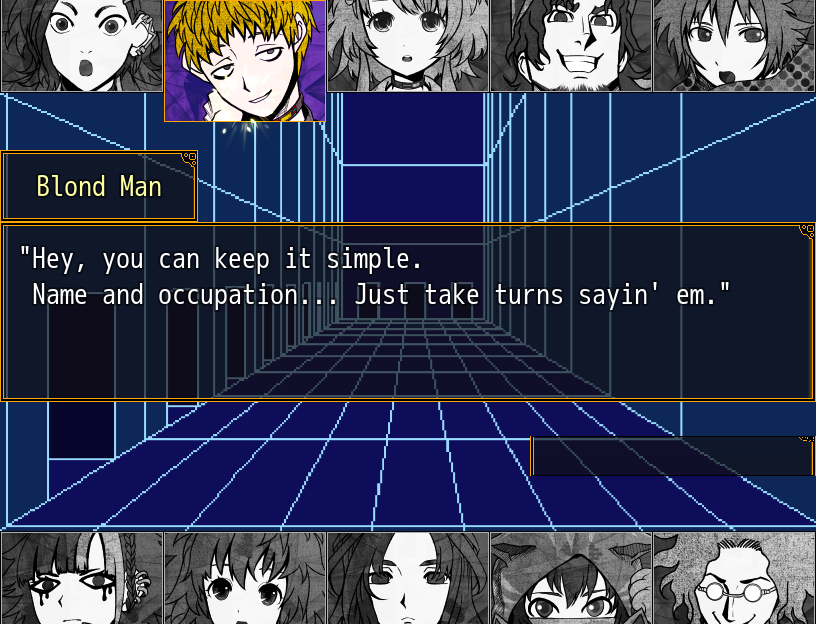 Blond Man
"Hey, you can keep it simple.
Name and occupation... Just take turns sayin' em."